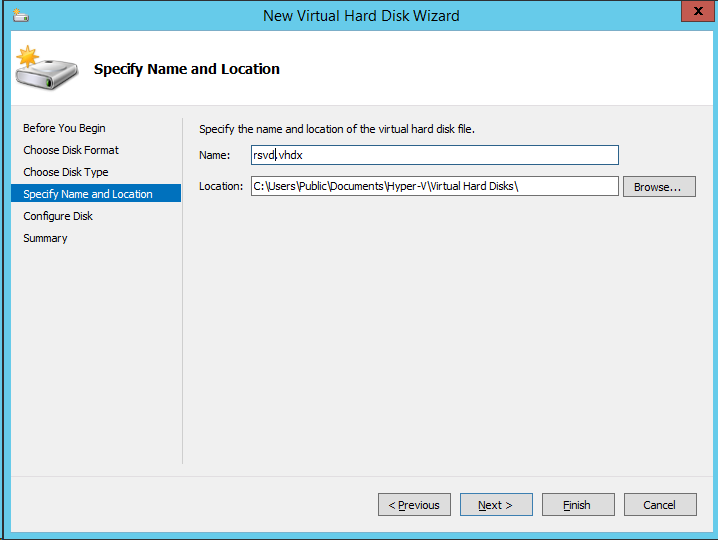 New Virtual Hard Disk Wizard
x
Specify Name and Location
Before You Begin
Choose Disk Format
Choose Disk Type
Specify Name and Location
Configure Disk
Summary
Specify the name and location of the virtual hard disk file.
Name: rsvd.vhdx
Location: C:\Users\Public\Documents\Hyper-V\Virtual Hard Disks\ Browse...
< Previous Next > Finish Cancel